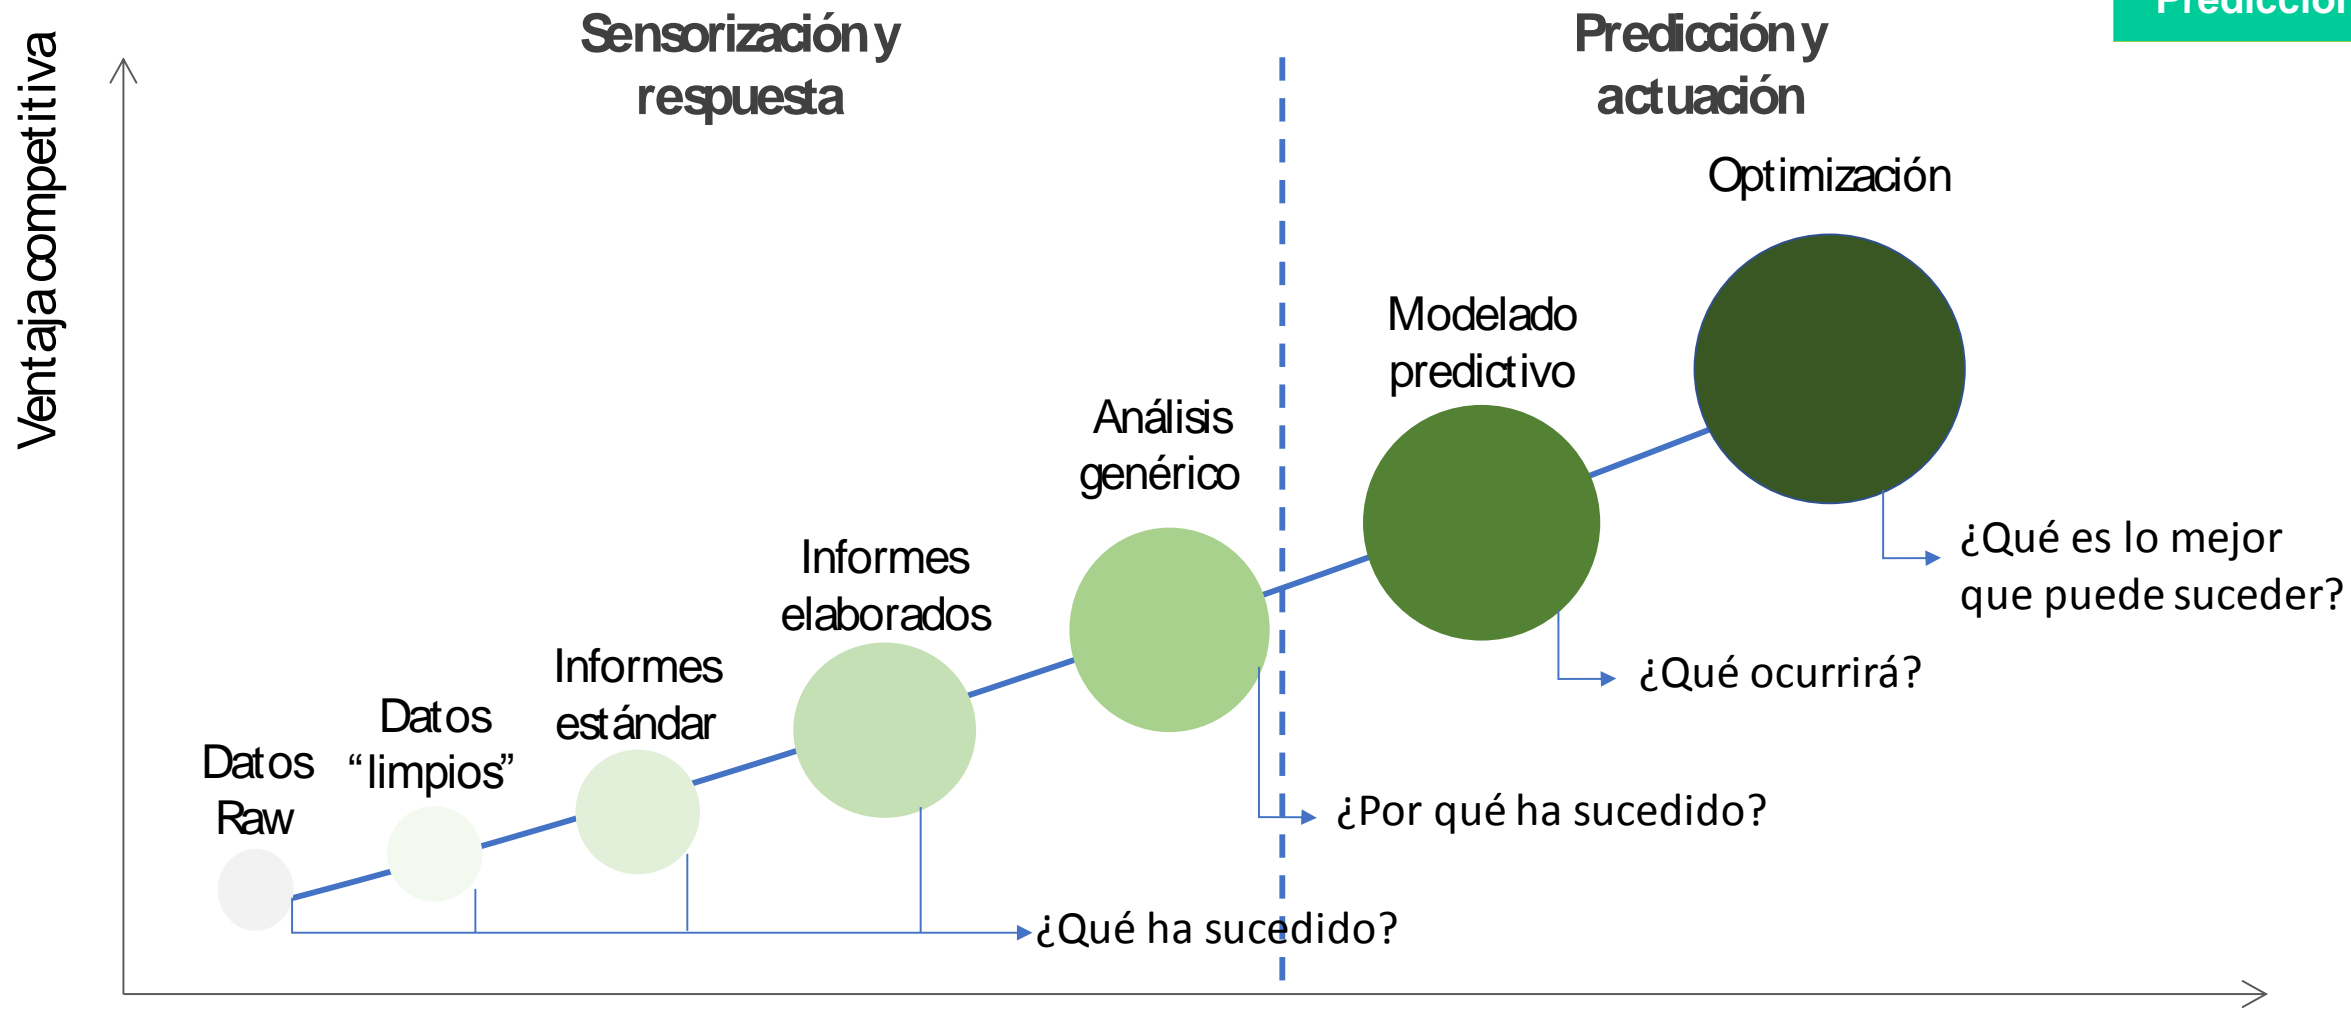 Sensorización y
respuesta
Predicción y
actuación
Predicción
Ventaja competitiva
Optimización
Modelado
predictivo
Análisis
genérico
Informes
elaborados
Informes
estándar
Datos
“limpios”
Datos
Raw
¿Qué es lo mejor
que puede suceder?
¿Qué ocurrirá?
¿Por qué ha sucedido?
¿Qué ha sucedido?